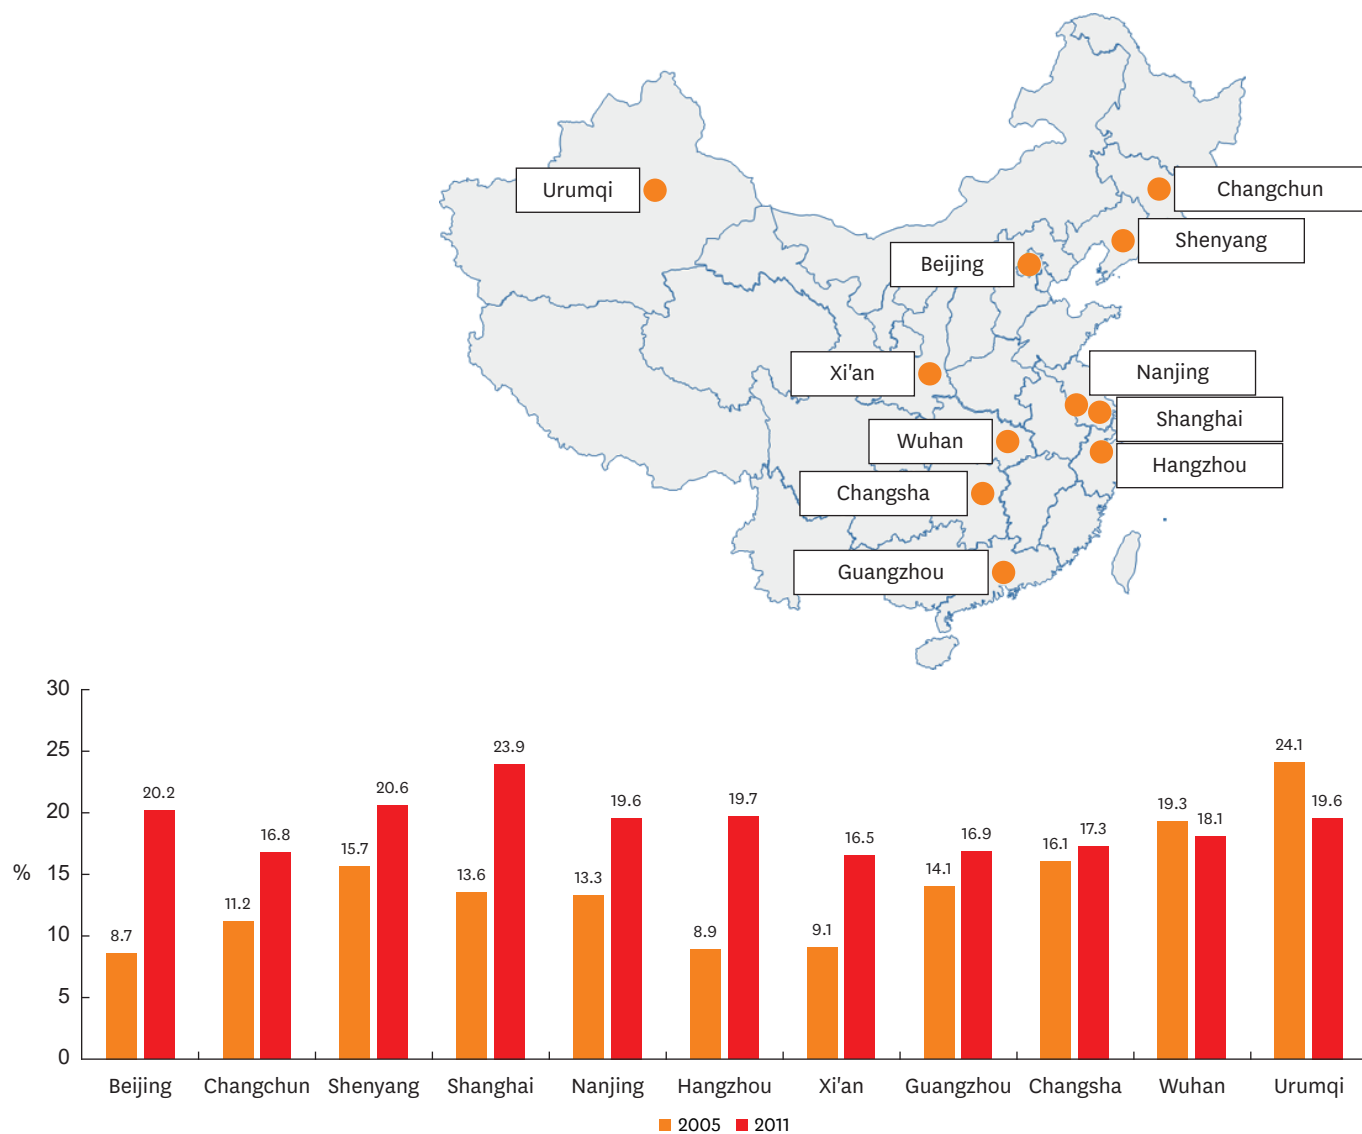 Urumqi
Changchun
Shenyang
Beijing
Xi'an
Nanjing
Shanghai
Wuhan
Hangzhou
Changsha
Guangzhou
30
25
20
15
10
5
0
%
8.7 20.2
11.2 16.8
15.7 20.6
13.6 23.9
13.3 19.6
8.9 19.7
9.1 16.5
14.1 16.9
16.1 17.3
19.3 18.1
24.1 19.6
Beijing Changchun Shenyang Shanghai Nanjing Hangzhou Xi'an Guangzhou Changsha Wuhan Urumqi
2005 2011